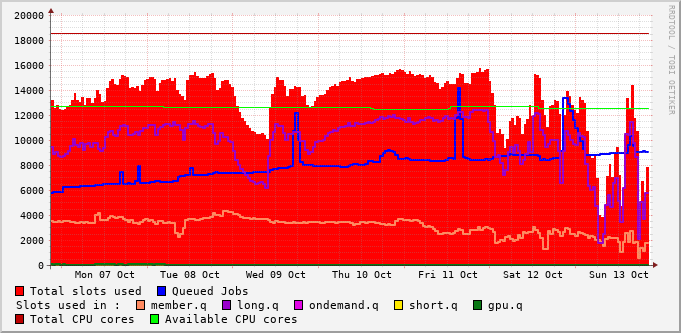 20000
18000
16000
14000
12000
10000
8000
6000
4000
2000
0
Mon 07 Oct Tue 08 Oct Wed 09 Oct Thu 10 Oct Fri 11 Oct Sat 12 Oct Sun 13 Oct
RRDTOOL / TOBI OETIKER
Total slots used Queued Jobs
Slots used in : member.q long.q ondemand.q short.q gpu.q
Total CPU cores Available CPU cores